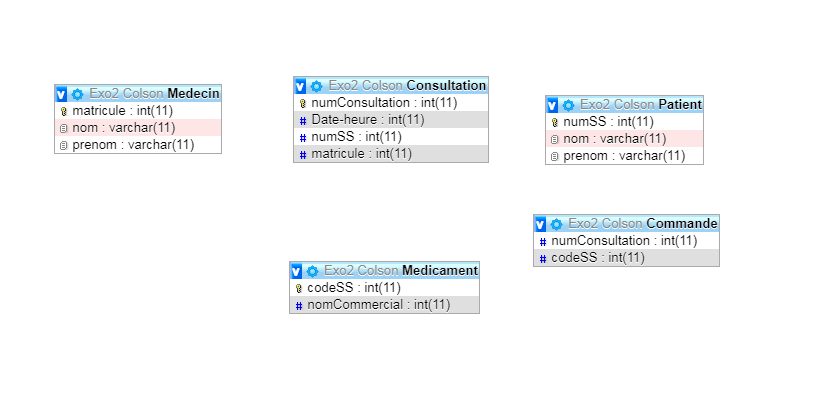 Exo2 Colson Medecin
matricule : int(11)
nom : varchar(11)
prenom : varchar(11)
Exo2 Colson Consultation
numConsultation : int(11)
Date-heure : int(11)
numSS : int(11)
matricule : int(11)
Exo2 Colson Patient
numSS : int(11)
nom : varchar(11)
prenom : varchar(11)
Exo2 Colson Medicament
codeSS : int(11)
nomCommercial : int(11)
Exo2 Colson Commande
numConsultation : int(11)
codeSS : int(11)